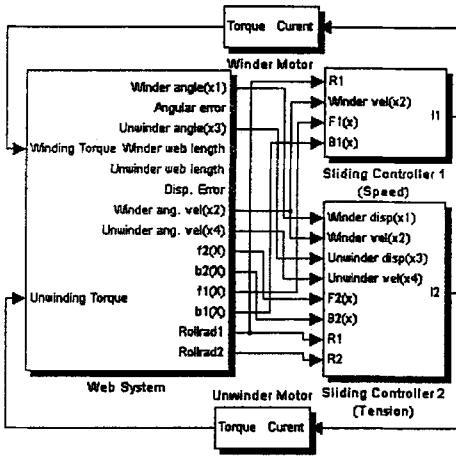 Torque Curent
Winder Motor
Winder angle(x1)
Angular error
Unwinder angle(x3)
Winding Torque Winder web length
Unwinder web length
Disp. Error
Winder ang. vel(x2)
Unwinder ang. vel(x4)
f2(X)
b2(X)
Unwinding Torque
f1(X)
b1(X)
Rollrad1
Rollrad2
Web System
R1
Winder vel(x2)
I1
F1(x)
B1(x)
Sliding Controller 1
(Speed)
Winder disp(x1)
Winder vel(x2)
Unwinder disp(x3)
Unwinder vel(x4)
I2
F2(x)
B2(x)
R1
R2
Sliding Controller 2
(Tension)
Unwinder Motor
Torque Curent